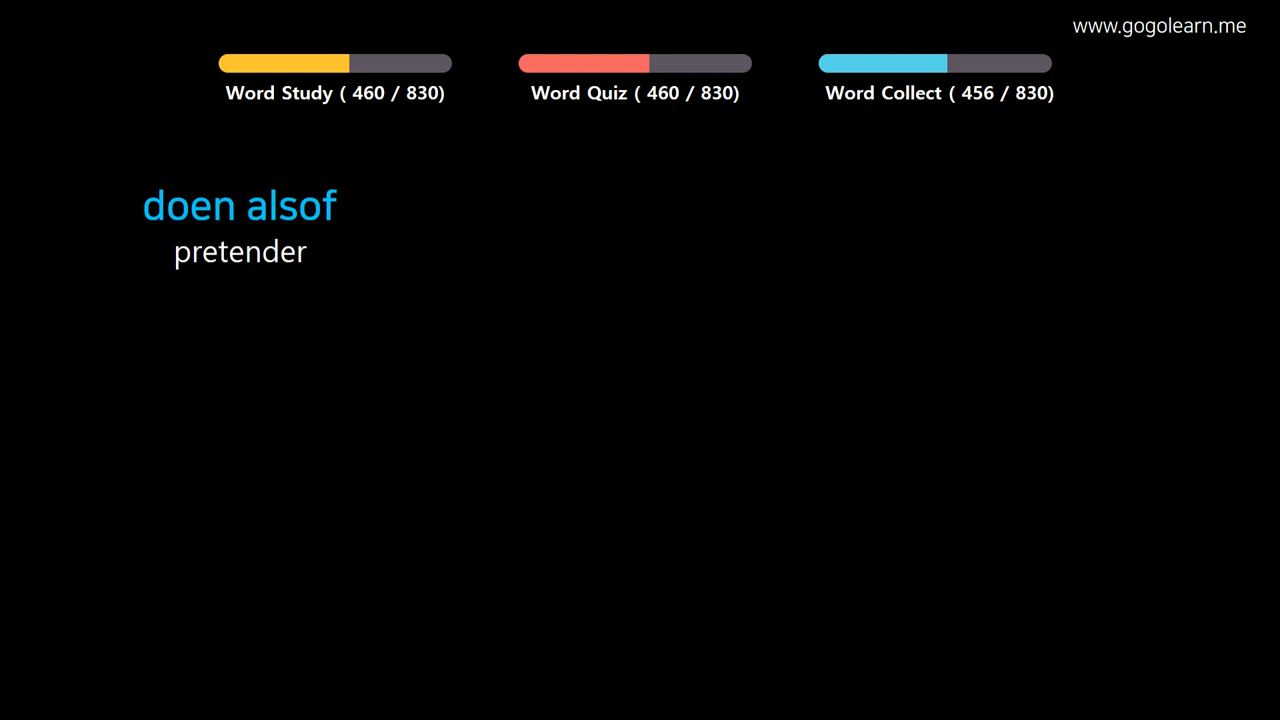 www.gogolearn.me
Word Study ( 460 / 830)
Word Quiz ( 460 / 830)
Word Collect ( 456 / 830)
doen alsof
pretender